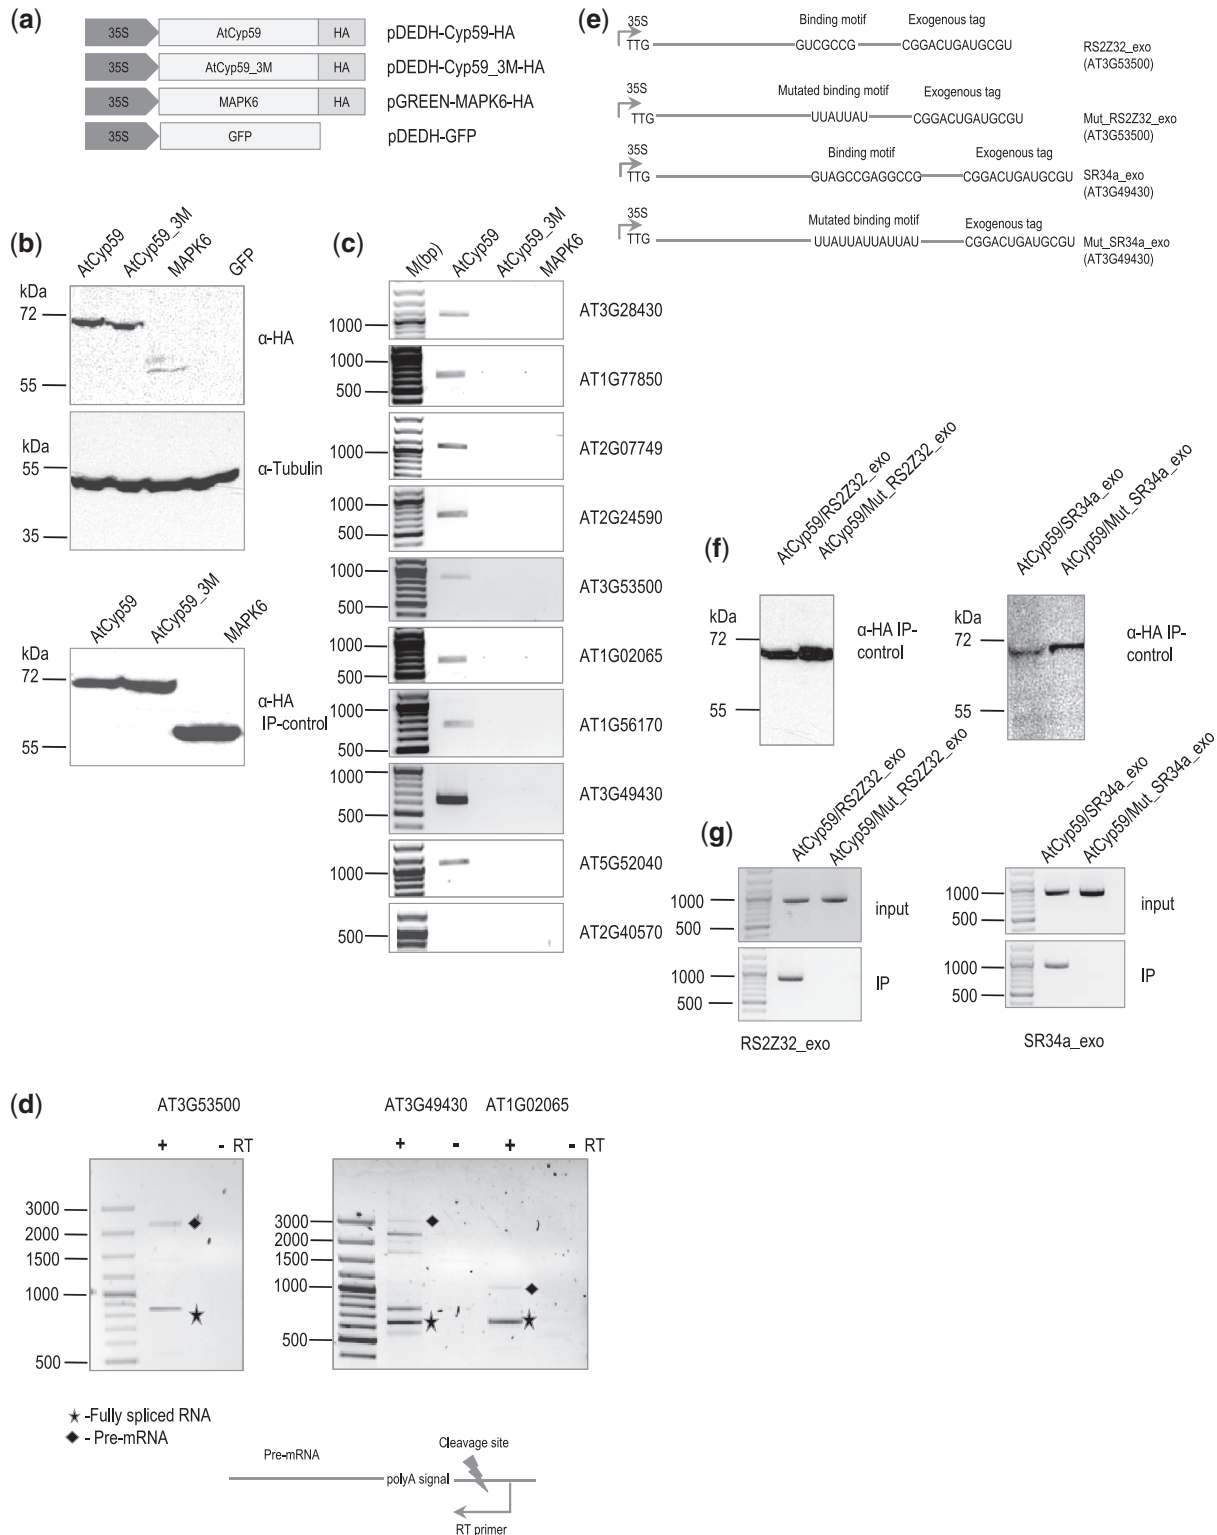 (a)
35S AtCyp59 HA pDEDH-Cyp59-HA
35S AtCyp59_3M HA pDEDH-Cyp59_3M-HA
35S MAPK6 HA pGREEN-MAPK6-HA
35S GFP pDEDH-GFP
(e)
35S Binding motif Exogenous tag
TTG GUCGCCG CGGACUGAUGCGU RS2Z32_exo
(AT3G53500)
35S Mutated binding motif Exogenous tag
TTG UUAUUAU CGGACUGAUGCGU Mut_RS2Z32_exo
(AT3G53500)
35S Binding motif Exogenous tag
TTG GUAGCCGAGGCCG CGGACUGAUGCGU SR34a_exo
(AT3G49430)
35S Mutated binding motif Exogenous tag
TTG UUAUUAUUAUUAU CGGACUGAUGCGU Mut_SR34a_exo
(AT3G49430)
(b)
AtCyp59 AtCyp59_3M MAPK6 GFP
kDa
72
α-HA
55
kDa
55
α-Tubulin
35
AtCyp59 AtCyp59_3M MAPK6
kDa
72
α-HA
IP-control
55
(c)
M(bp) AtCyp59 AtCyp59_3M MAPK6
1000 AT3G28430
1000
500 AT1G77850
1000 AT2G07749
1000
500 AT2G24590
1000
500 AT3G53500
1000
500 AT1G02065
1000
500 AT1G56170
1000
500 AT3G49430
1000 AT5G52040
500 AT2G40570
(f)
AtCyp59/RS2Z32_exo AtCyp59/Mut_RS2Z32_exo
kDa
72
α-HA IP-
control
55
AtCyp59/SR34a_exo AtCyp59/Mut_SR34a_exo
kDa
72
α-HA IP-
control
55
(g)
AtCyp59/RS2Z32_exo AtCyp59/Mut_RS2Z32_exo
1000
500
input
1000
500
IP
RS2Z32_exo
AtCyp59/SR34a_exo AtCyp59/Mut_SR34a_exo
1000
500
input
1000
500
IP
SR34a_exo
(d)
AT3G53500
+ - RT
3000
2000
1500
1000
500
AT3G49430 AT1G02065
+ - + - RT
3000
2000
1500
1000
500
-Fully spliced RNA
- Pre-mRNA
Pre-mRNA
polyA signal
Cleavage site
RT primer